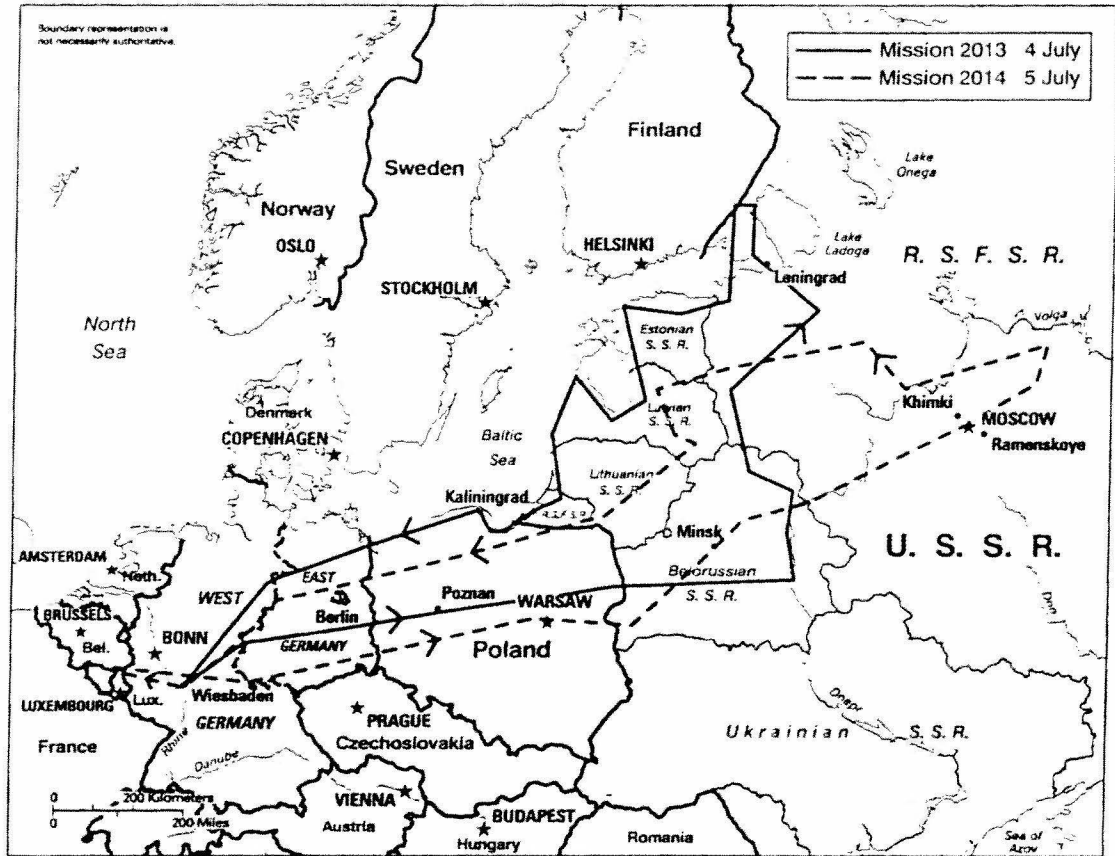 Boundary representation is
not necessarily authoritative.
Mission 2013 4 July
Mission 2014 5 July
Finland
Sweden
Lake
Onega
Norway
OSLO
HELSINKI
Lake
Ladoga
R. S. F. S. R.
Leningrad
STOCKHOLM
North
Sea
Volga
Estonian
S. S. R.
Denmark
COPENHAGEN
Baltic
Sea
Latvian
S. S. R.
Khimki
MOSCOW
Ramenskoye
Lithuanian
S. S. R.
Kaliningrad
R.S.F.S.R.
Minsk
U. S. S. R.
AMSTERDAM
Neth.
WEST
EAST
Berlin
Poznan
WARSAW
Belorussian
S. S. R.
Don
BRUSSELS
Bel.
BONN
GERMANY
Poland
LUXEMBOURG
Lux.
Wiesbaden
GERMANY
PRAGUE
Czechoslovakia
Dnepr
Ukrainian
S. S. R.
France
Rhine
Danube
0 200 Kilometers
0 200 Miles
VIENNA
Austria
BUDAPEST
Hungary
Romania
Sea of
Azov